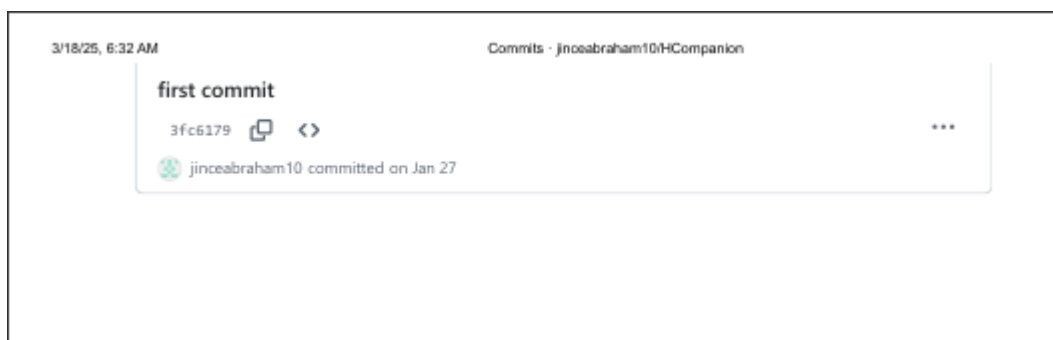 3/18/25, 6:32 AM Commits · jinceabraham10/HCompanion
first commit
3fc6179
jinceabraham10 committed on Jan 27